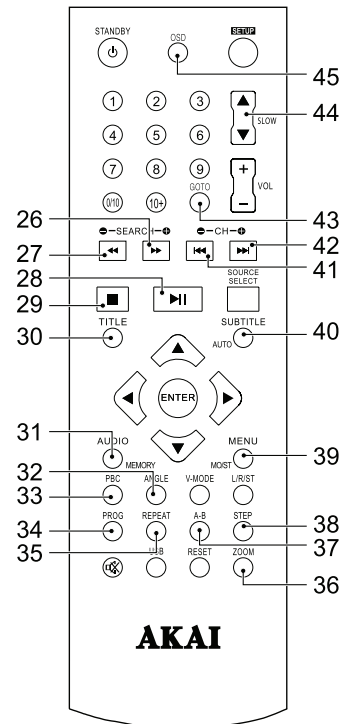 STANDBY OSD SETUP
45
1 2 3
SLOW 44
4 5 6
7 8 9
+ VOL −
0/10 10+ GOTO
43
26 −SEARCH+ −CH+
27 42
41
28 SOURCE SELECT
29
30 TITLE SUBTITLE 40
AUTO
ENTER
31 AUDIO MENU 39
32 MEMORY MO/ST
33 PBC ANGLE V-MODE L/R/ST
34 PROG REPEAT A-B STEP 38
35 37
USB RESET ZOOM 36
AKAI